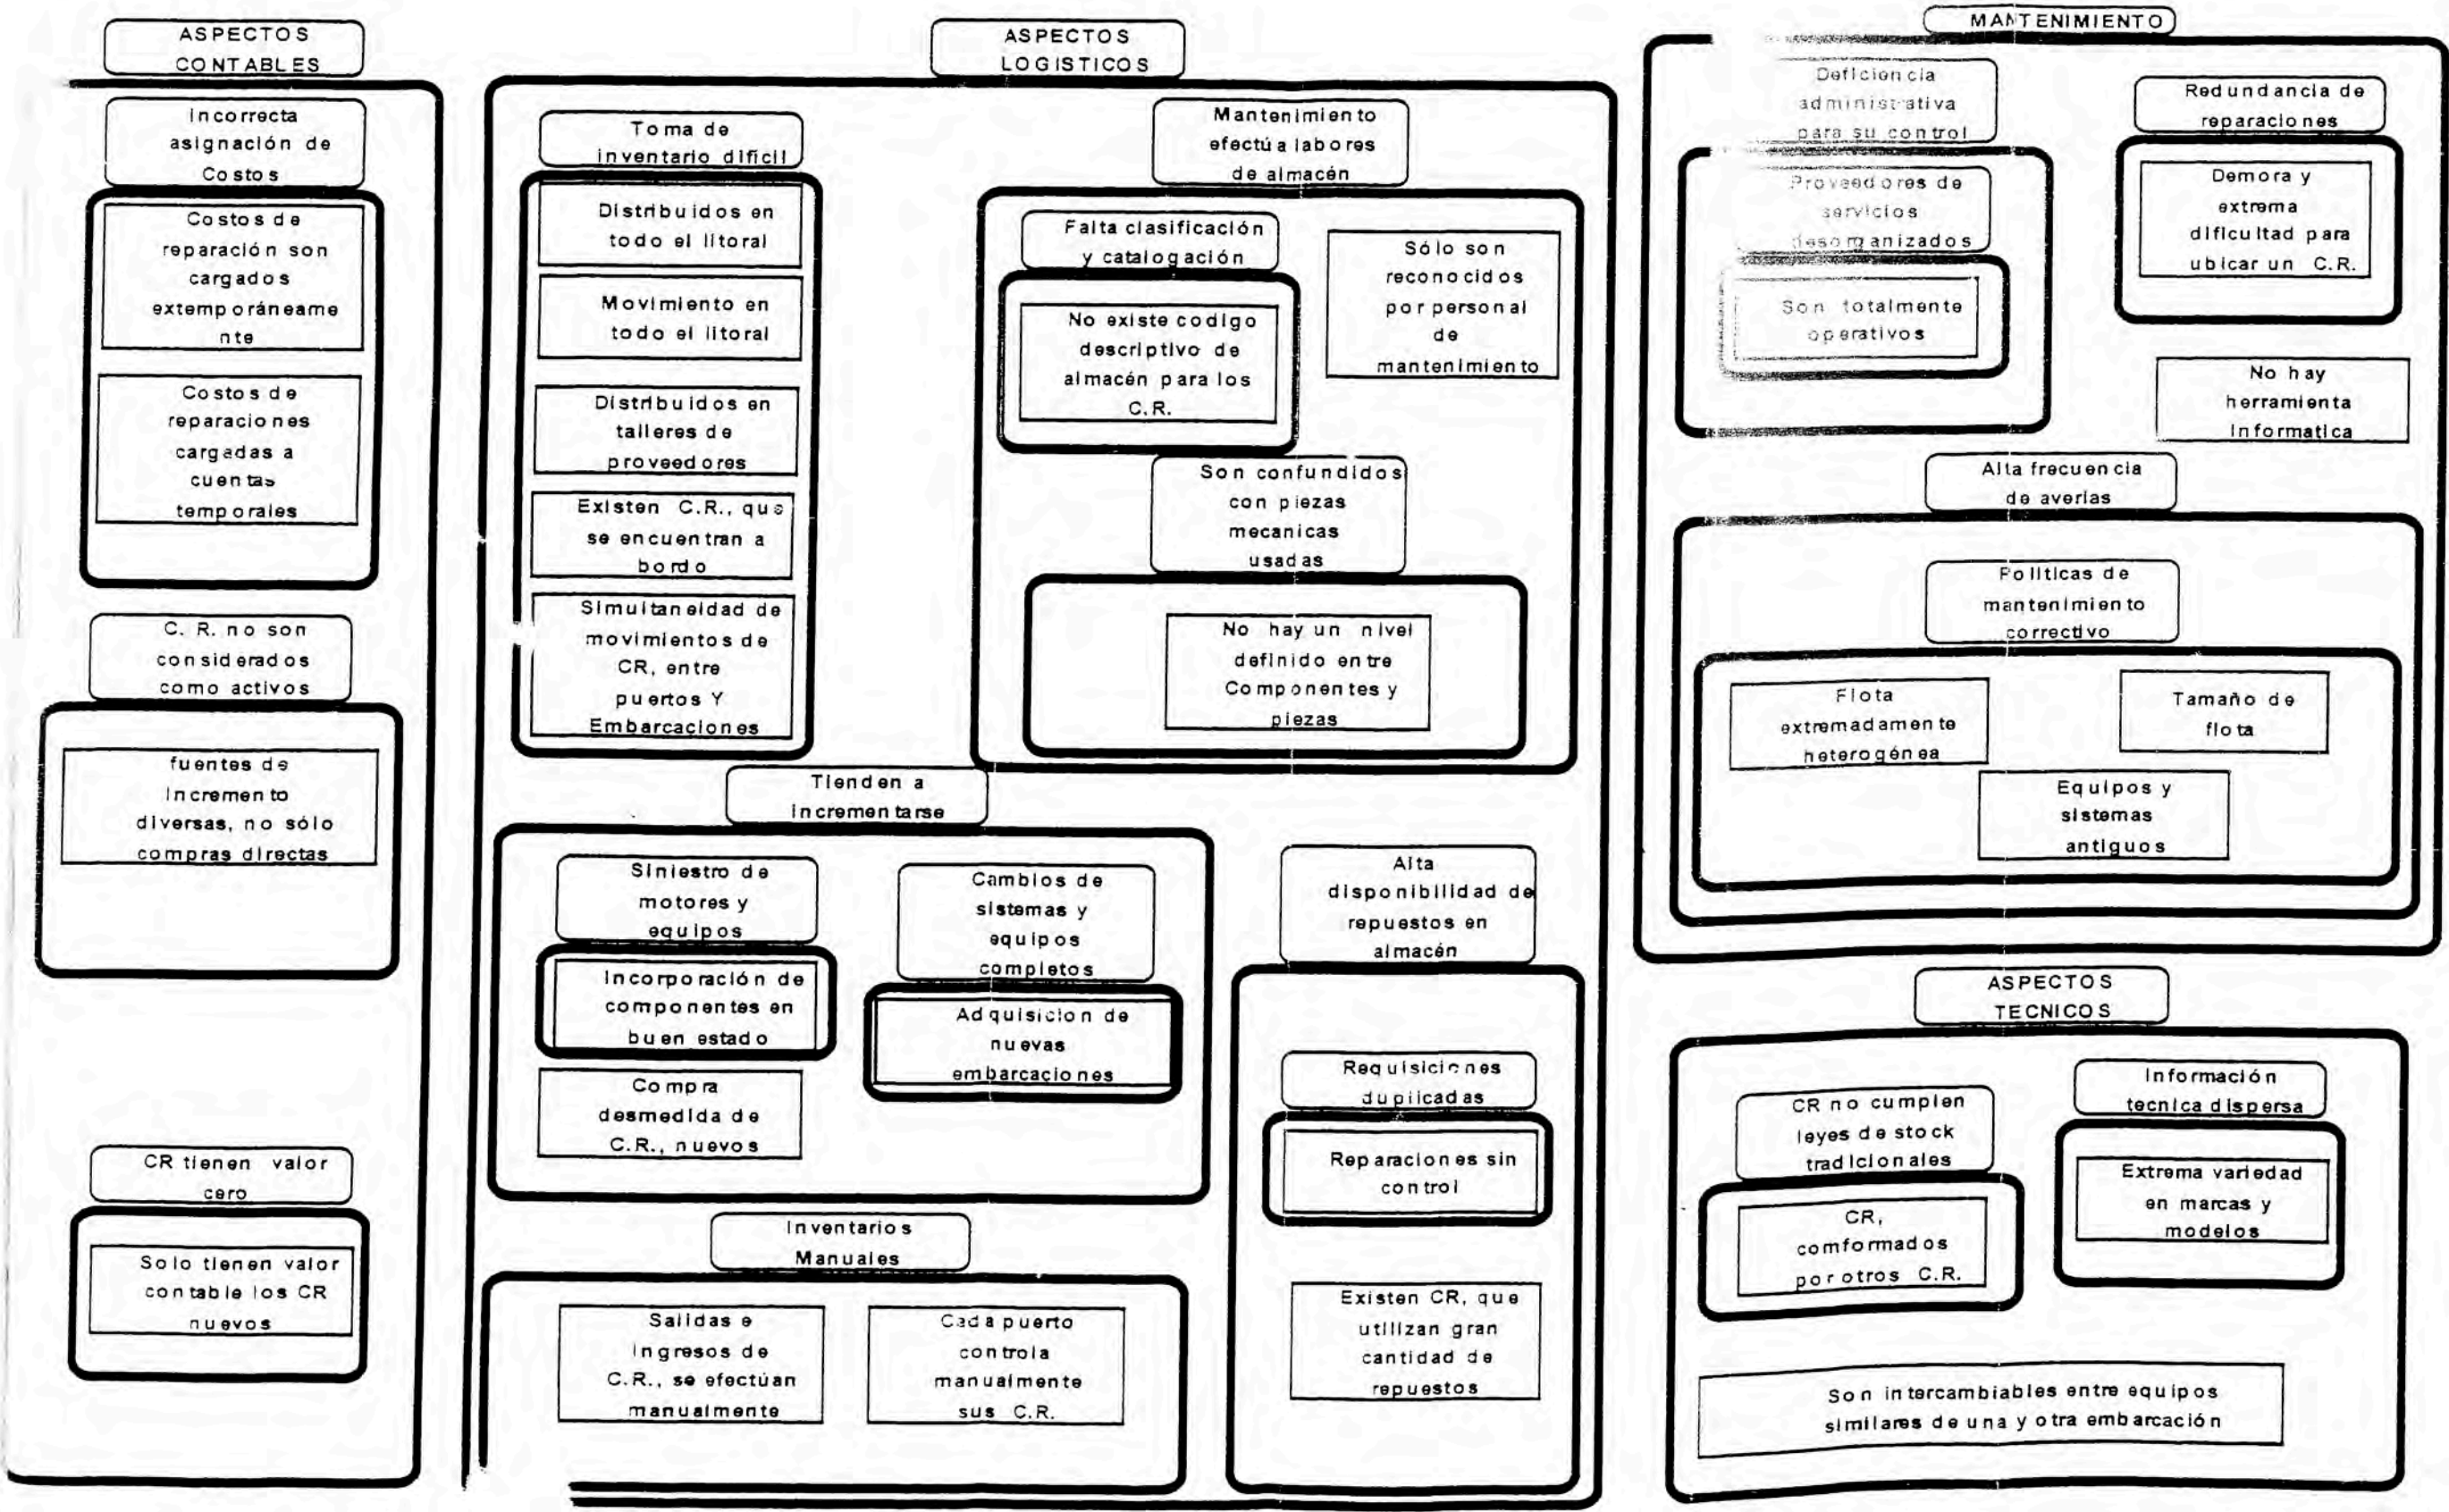 ASPECTOS
CONTABLES
Incorrecta
asignación de
Costos
Costos de
reparación son
cargados
extemporáneame
nte
Costos de
reparaciones
cargadas a
cuentas
temporales
C. R. no son
considerados
como activos
fuentes de
Incremento
diversas, no sólo
compras directas
CR tienen valor
cero
Solo tienen valor
contable los CR
nuevos
ASPECTOS
LOGISTICOS
Toma de
inventario dificil
Distribuidos en
todo el litoral
Movimiento en
todo el litoral
Distribuidos en
talleres de
proveedores
Existen C.R., que
se encuentran a
bordo
Simultaneidad de
movimientos de
CR, entre
puertos Y
Embarcaciones
Mantenimiento
efectúa labores
de almacén
Falta clasificación
y catalogación
No existe codigo
descriptivo de
almacén para los
C.R.
Sólo son
reconocidos
por personal
de
mantenimiento
Son confundidos
con piezas
mecanicas
usadas
No hay un nivel
definido entre
Componentes y
piezas
Tienden a
incrementarse
Siniestro de
motores y
equipos
Incorporación de
componentes en
buen estado
Compra
desmedida de
C.R., nuevos
Cambios de
sistemas y
equipos
completos
Adquisicion de
nuevas
embarcaciones
Inventarios
Manuales
Salidas e
ingresos de
C.R., se efectúan
manualmente
Cada puerto
controla
manualmente
sus C.R.
Alta
disponibilidad de
repuestos en
almacén
Requisiciones
duplicadas
Reparaciones sin
control
Existen CR, que
utilizan gran
cantidad de
repuestos
MANTENIMIENTO
Deficiencia
administrativa
para su control
Proveedores de
servicios
desorganizados
Son totalmente
operativos
Redundancia de
reparaciones
Demora y
extrema
dificultad para
ubicar un C.R.
No hay
herramienta
Informatica
Alta frecuencia
de averias
Politicas de
mantenimiento
correctivo
Flota
extremadamente
heterogénea
Tamaño de
flota
Equipos y
sistemas
antiguos
ASPECTOS
TECNICOS
CR no cumplen
leyes de stock
tradicionales
CR,
comformados
por otros C.R.
Información
tecnica dispersa
Extrema variedad
en marcas y
modelos
Son intercambiables entre equipos
similares de una y otra embarcación